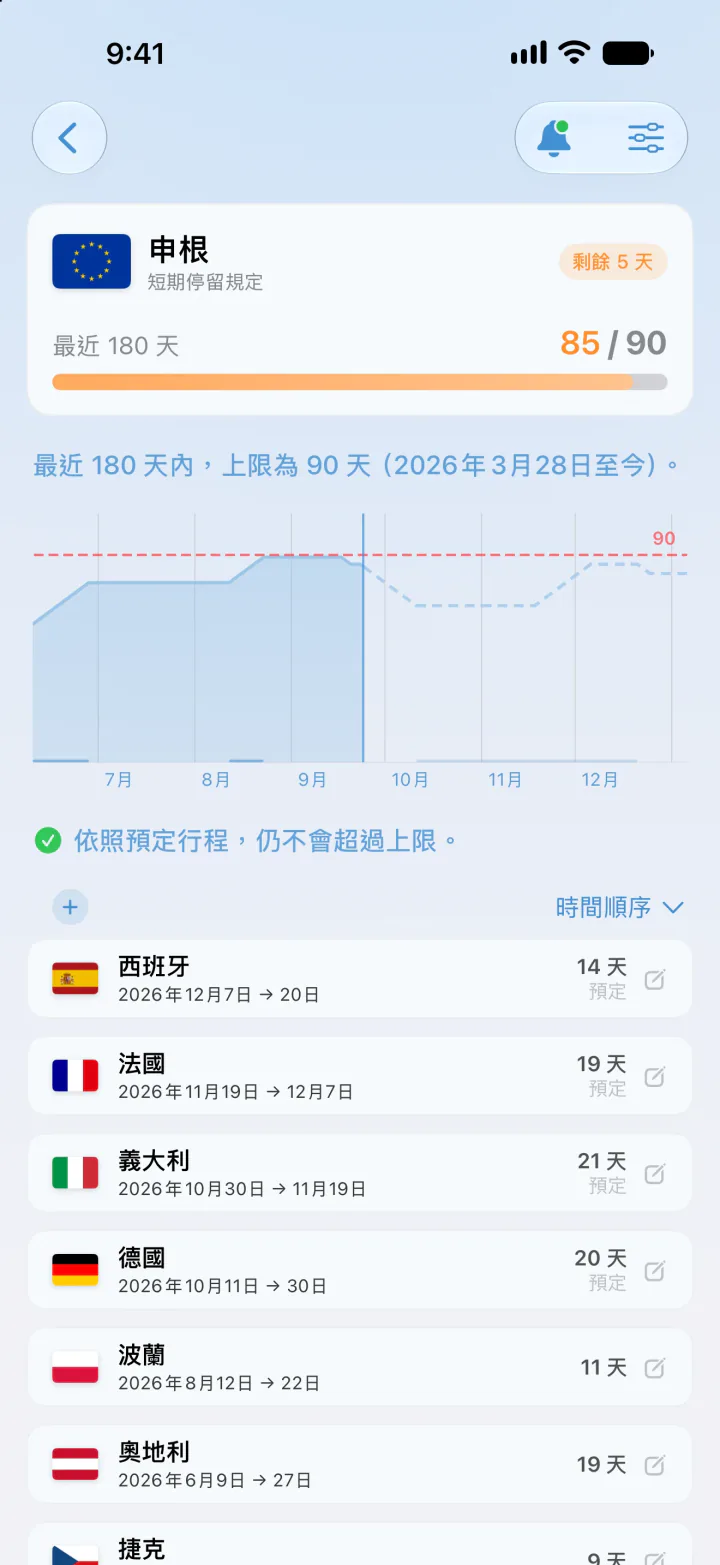 9:41
申根
短期停留規定
剩餘 5 天
最近 180 天
85 / 90
最近 180 天內，上限為 90 天（2026年3月28日至今）。
90
7月 8月 9月 10月 11月 12月
依照預定行程，仍不會超過上限。
時間順序
西班牙
2026年12月7日 → 20日
14 天
預定
法國
2026年11月19日 → 12月7日
19 天
預定
義大利
2026年10月30日 → 11月19日
21 天
預定
德國
2026年10月11日 → 30日
20 天
預定
波蘭
2026年8月12日 → 22日
11 天
奧地利
2026年6月9日 → 27日
19 天
捷克
9 天